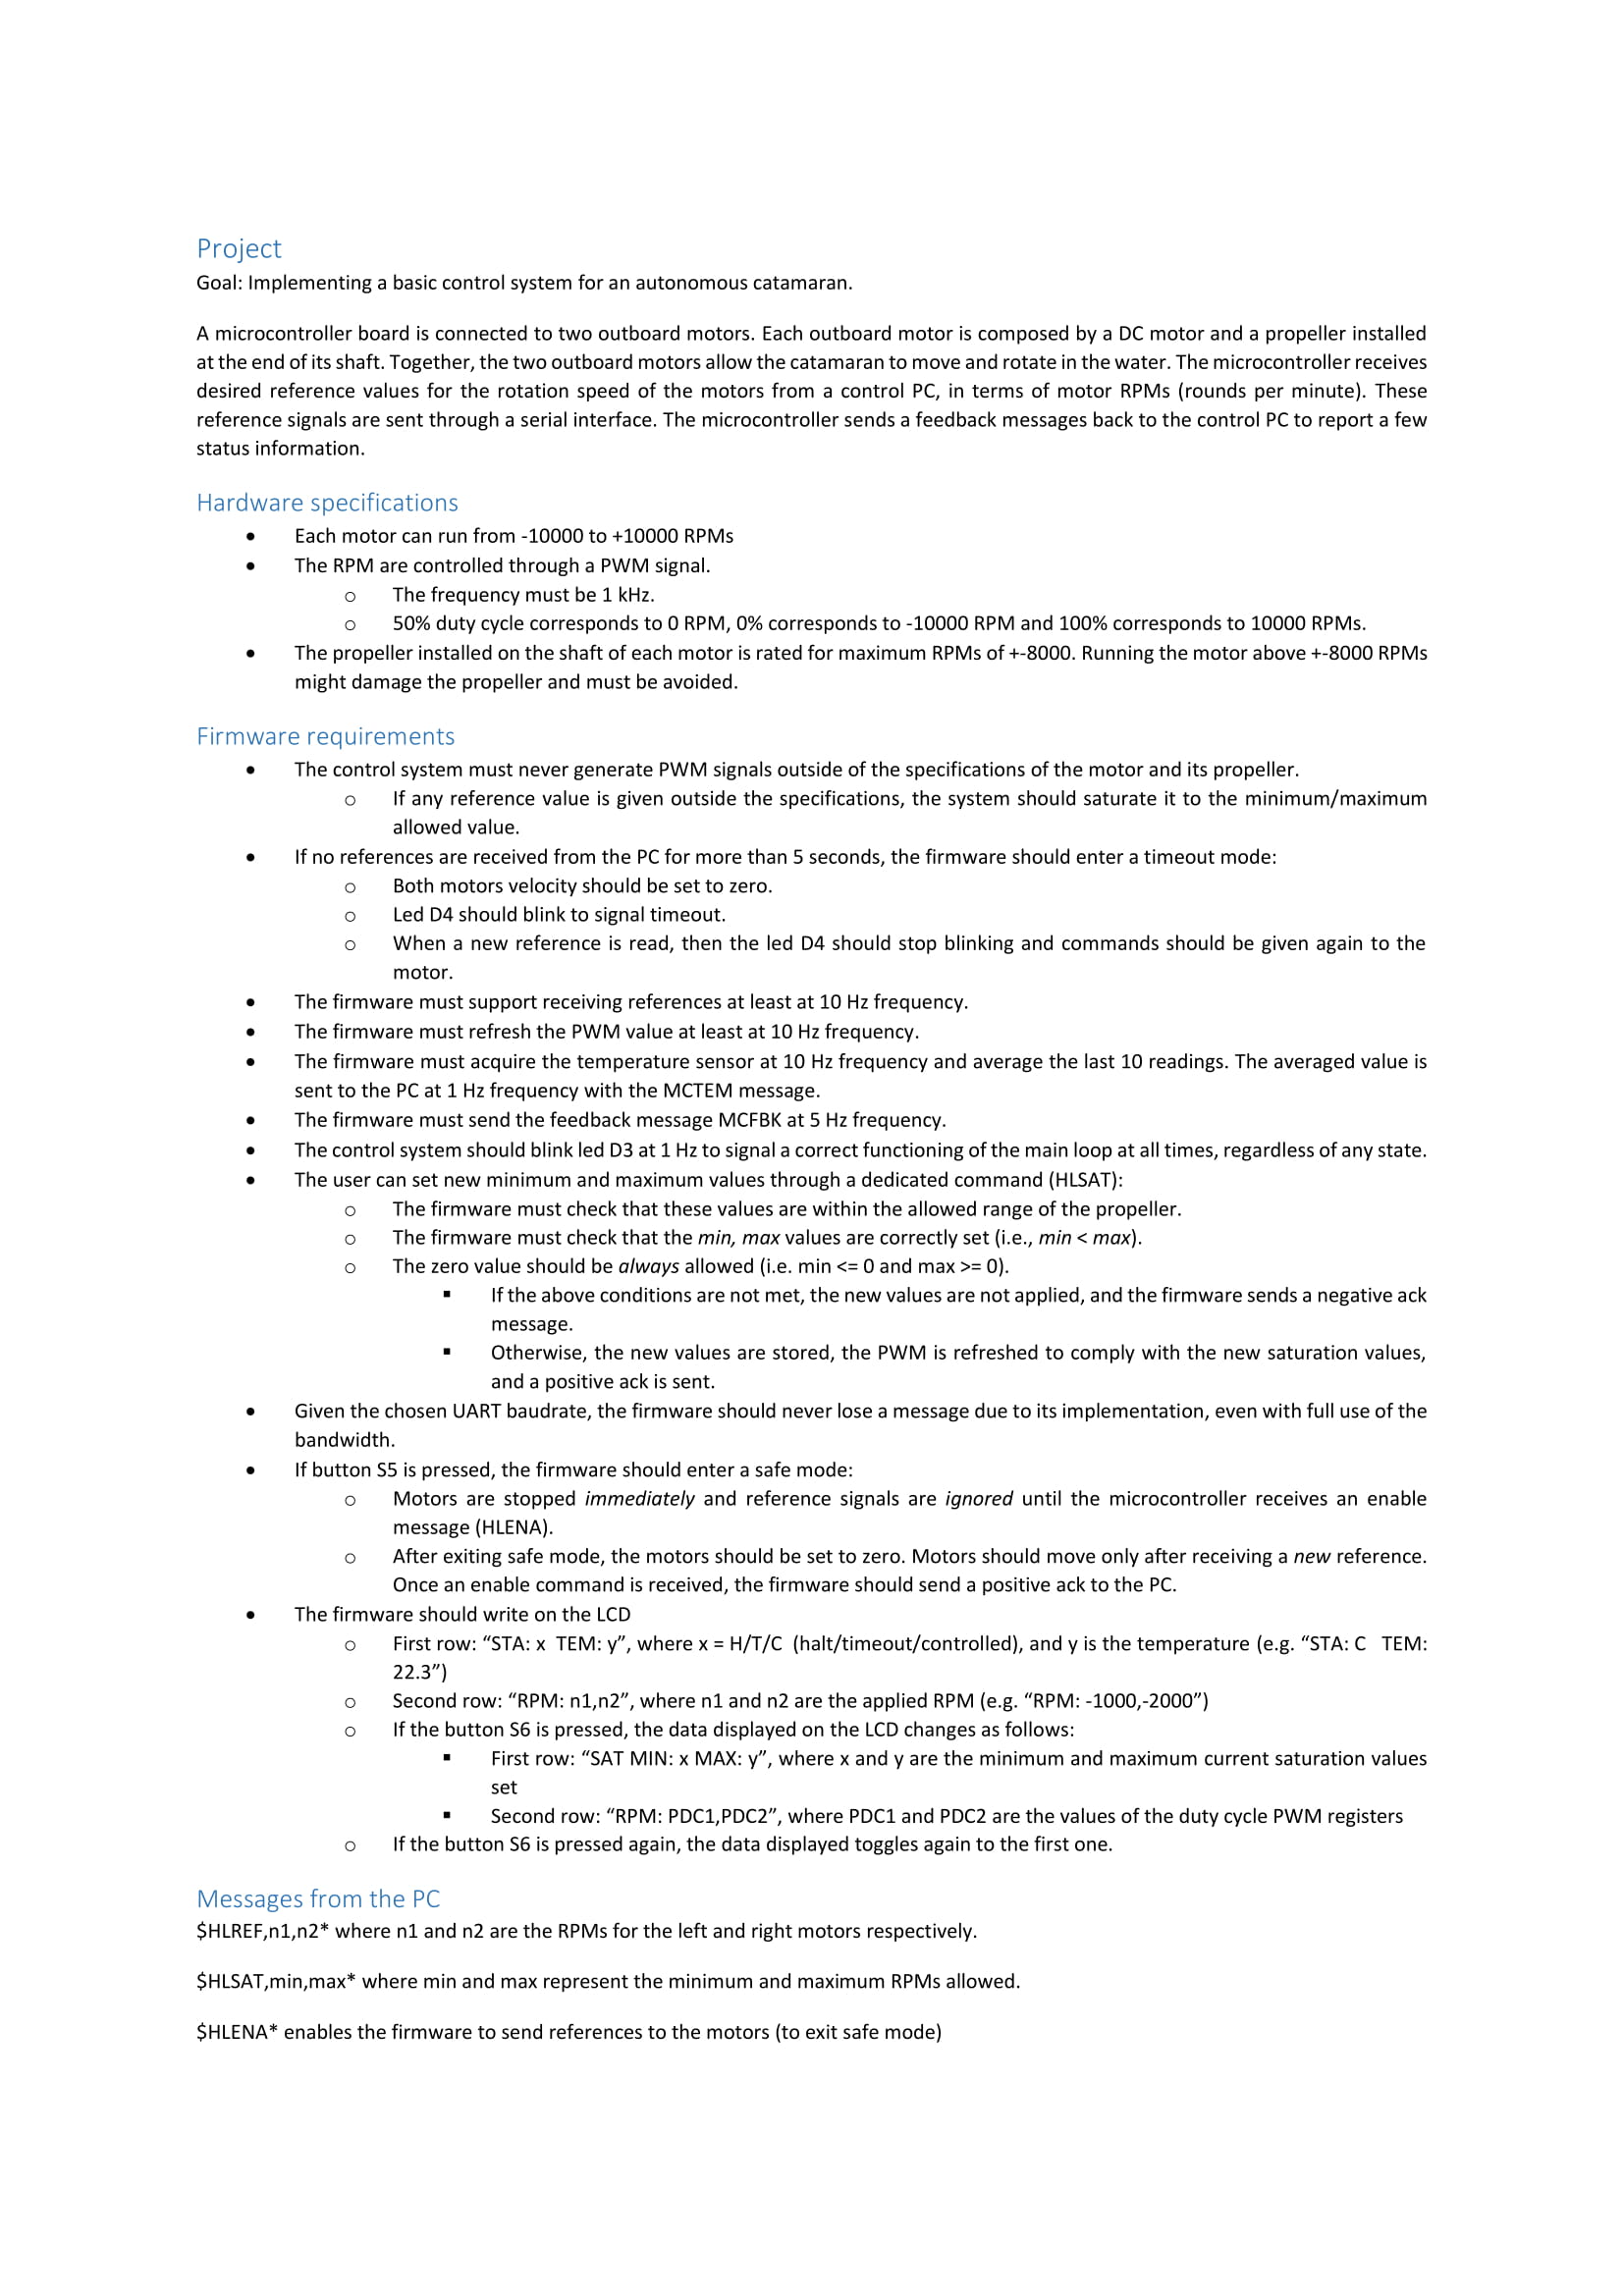 Project
Goal: Implementing a basic control system for an autonomous catamaran.
A microcontroller board is connected to two outboard motors. Each outboard motor is composed by a DC motor and a propeller installed
at the end of its shaft. Together, the two outboard motors allow the catamaran to move and rotate in the water. The microcontroller receives
desired reference values for the rotation speed of the motors from a control PC, in terms of motor RPMs (rounds per minute). These
reference signals are sent through a serial interface. The microcontroller sends a feedback messages back to the control PC to report a few
status information.
Hardware specifications
• Each motor can run from -10000 to +10000 RPMs
• The RPM are controlled through a PWM signal.
o The frequency must be 1 kHz.
o 50% duty cycle corresponds to 0 RPM, 0% corresponds to -10000 RPM and 100% corresponds to 10000 RPMs.
• The propeller installed on the shaft of each motor is rated for maximum RPMs of +-8000. Running the motor above +-8000 RPMs
might damage the propeller and must be avoided.
Firmware requirements
• The control system must never generate PWM signals outside of the specifications of the motor and its propeller.
o If any reference value is given outside the specifications, the system should saturate it to the minimum/maximum
allowed value.
• If no references are received from the PC for more than 5 seconds, the firmware should enter a timeout mode:
o Both motors velocity should be set to zero.
o Led D4 should blink to signal timeout.
o When a new reference is read, then the led D4 should stop blinking and commands should be given again to the
motor.
• The firmware must support receiving references at least at 10 Hz frequency.
• The firmware must refresh the PWM value at least at 10 Hz frequency.
• The firmware must acquire the temperature sensor at 10 Hz frequency and average the last 10 readings. The averaged value is
sent to the PC at 1 Hz frequency with the MCTEM message.
• The firmware must send the feedback message MCFBK at 5 Hz frequency.
• The control system should blink led D3 at 1 Hz to signal a correct functioning of the main loop at all times, regardless of any state.
• The user can set new minimum and maximum values through a dedicated command (HLSAT):
o The firmware must check that these values are within the allowed range of the propeller.
o The firmware must check that the min, max values are correctly set (i.e., min < max).
o The zero value should be always allowed (i.e. min <= 0 and max >= 0).
▪ If the above conditions are not met, the new values are not applied, and the firmware sends a negative ack
message.
▪ Otherwise, the new values are stored, the PWM is refreshed to comply with the new saturation values,
and a positive ack is sent.
• Given the chosen UART baudrate, the firmware should never lose a message due to its implementation, even with full use of the
bandwidth.
• If button S5 is pressed, the firmware should enter a safe mode:
o Motors are stopped immediately and reference signals are ignored until the microcontroller receives an enable
message (HLENA).
o After exiting safe mode, the motors should be set to zero. Motors should move only after receiving a new reference.
Once an enable command is received, the firmware should send a positive ack to the PC.
• The firmware should write on the LCD
o First row: “STA: x  TEM: y”, where x = H/T/C  (halt/timeout/controlled), and y is the temperature (e.g. “STA: C   TEM:
22.3”)
o Second row: “RPM: n1,n2”, where n1 and n2 are the applied RPM (e.g. “RPM: -1000,-2000”)
o If the button S6 is pressed, the data displayed on the LCD changes as follows:
▪ First row: “SAT MIN: x MAX: y”, where x and y are the minimum and maximum current saturation values
set
▪ Second row: “RPM: PDC1,PDC2”, where PDC1 and PDC2 are the values of the duty cycle PWM registers
o If the button S6 is pressed again, the data displayed toggles again to the first one.
Messages from the PC
$HLREF,n1,n2* where n1 and n2 are the RPMs for the left and right motors respectively.
$HLSAT,min,max* where min and max represent the minimum and maximum RPMs allowed.
$HLENA* enables the firmware to send references to the motors (to exit safe mode)